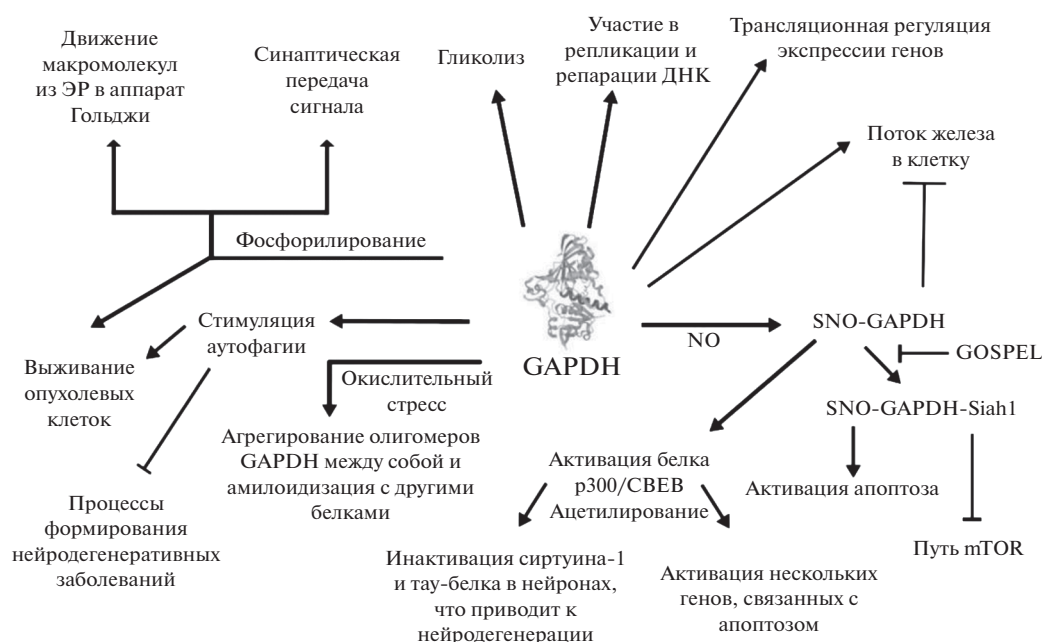 Движение
макромолекул
из ЭР в аппарат
Гольджи
Синаптическая
передача
сигнала
Гликолиз
Участие в
репликации и
репарации ДНК
Трансляционная регуляция
экспрессии генов
Поток железа
в клетку
Фосфорилирование
Стимуляция
аутофагии
GAPDH
NO
SNO-GAPDH
GOSPEL
SNO-GAPDH-Siah1
Выживание
опухолевых
клеток
Окислительный
стресс
Агрегирование олигомеров
GAPDH между собой и
амилоидизация с другими
белками
Активация белка
p300/CBEB
Ацетилирование
Активация апоптоза
Путь mTOR
Процессы
формирования
нейродегенеративных
заболеваний
Инактивация сиртуина-1
и тау-белка в нейронах,
что приводит к
нейродегенерации
Активация нескольких
генов, связанных с
апоптозом